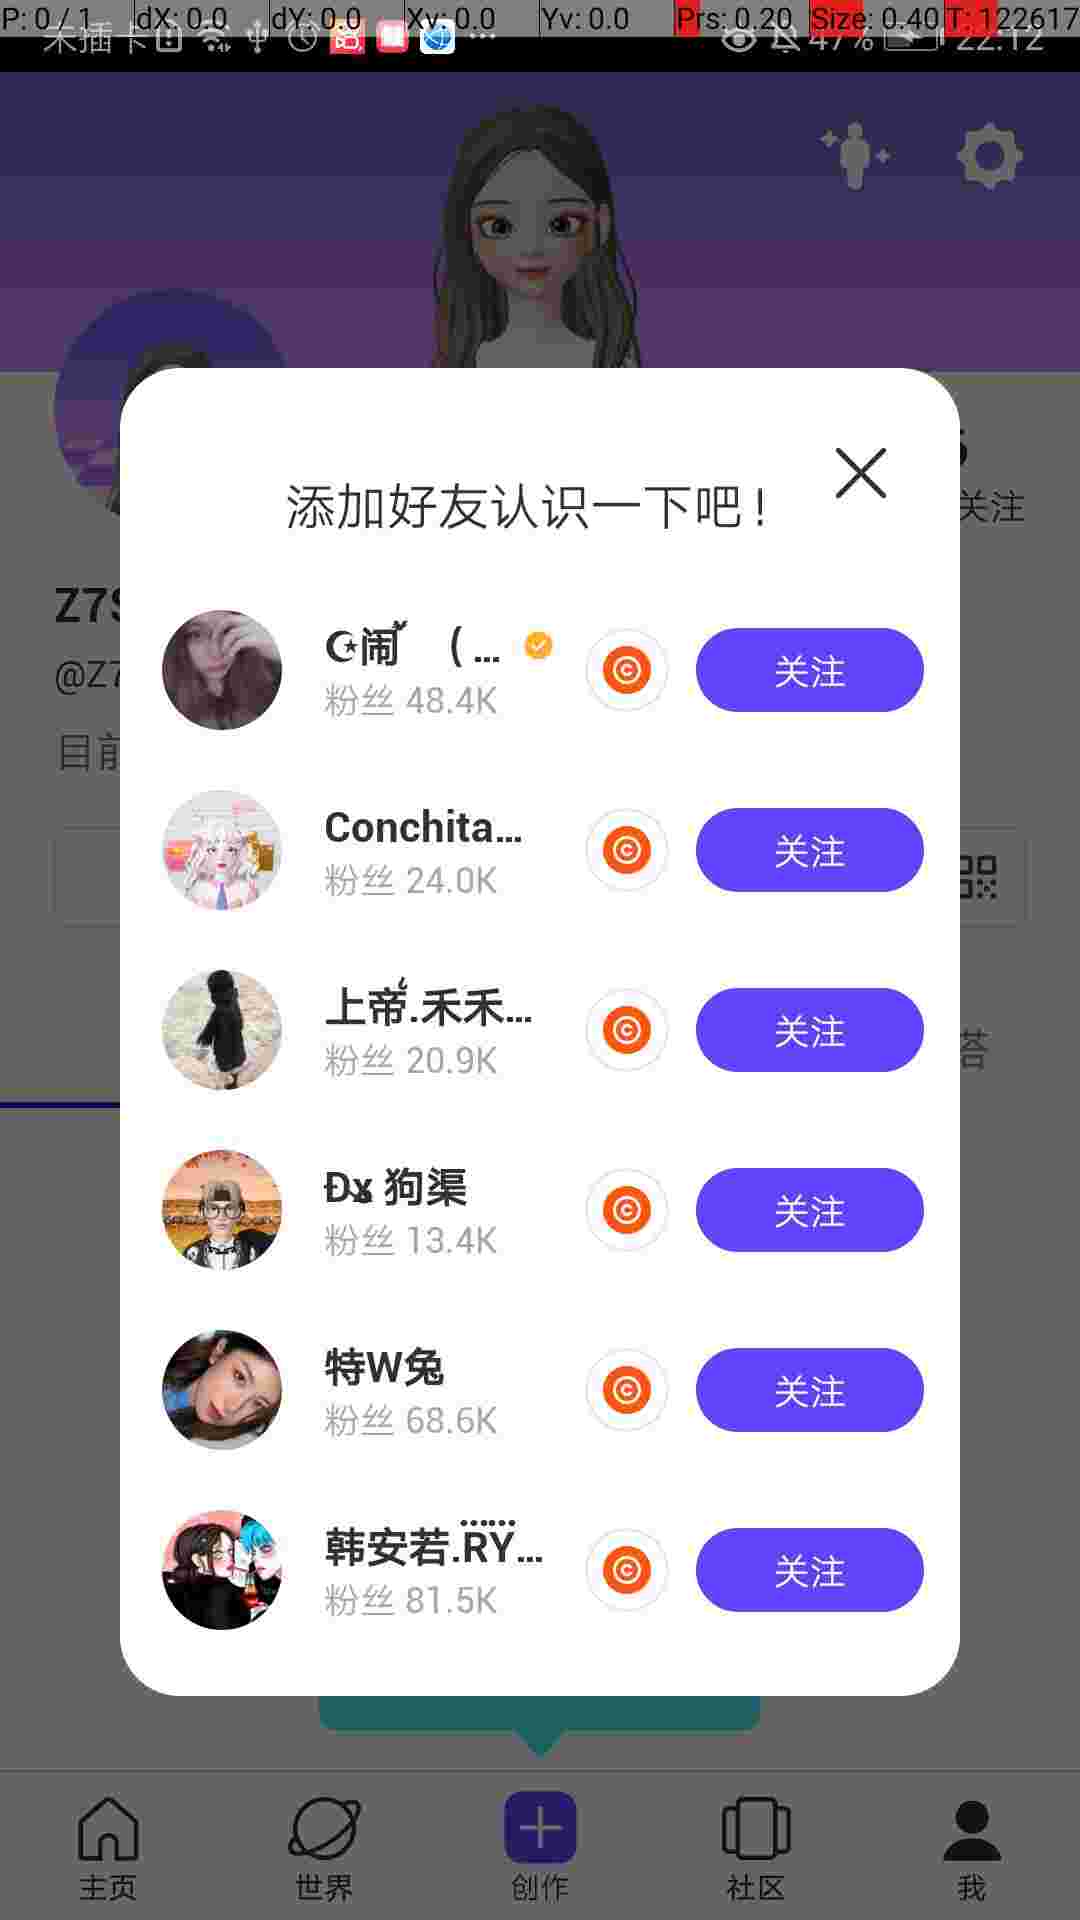 P: 0 / 1 dX: 0.0 dY: 0.0 Xv: 0.0 Yv: 0.0 Prs: 0.20 Size: 0.40 T: 122617
未插卡 47% 22:12
添加好友认识一下吧！
关注
Z7S
@Z7
目前
☪闹 ( ...
粉丝 48.4K
关注
Conchita...
粉丝 24.0K
关注
上帝.禾禾...
粉丝 20.9K
关注
狗渠
粉丝 13.4K
关注
特W兔
粉丝 68.6K
关注
韩安若.RY...
粉丝 81.5K
关注
主页 世界 创作 社区 我